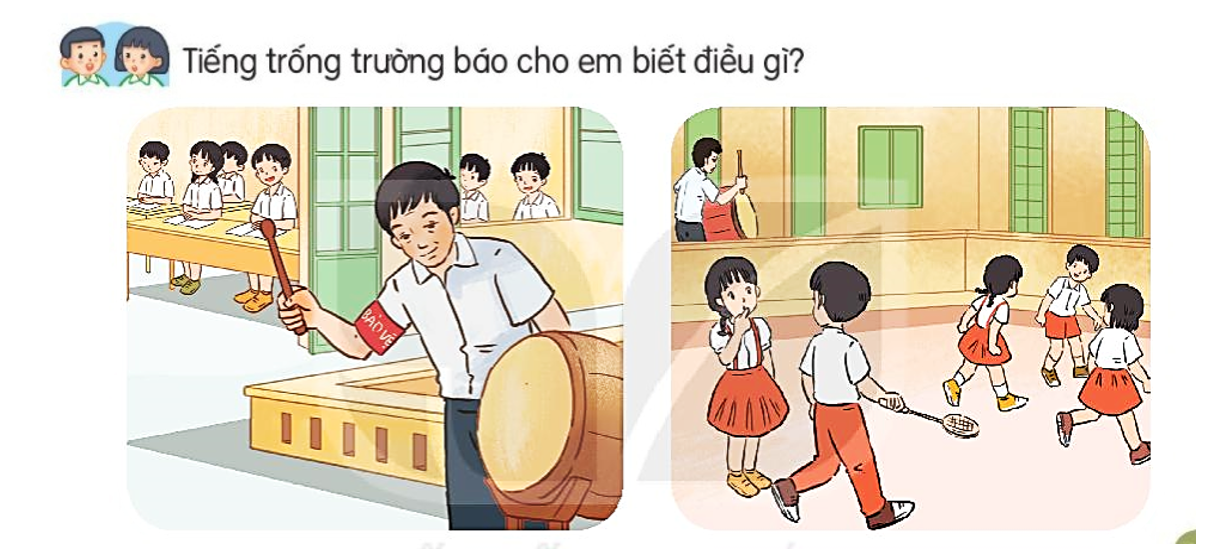 Tiếng trống trường báo cho em biết điều gì?
BẢO VỆ